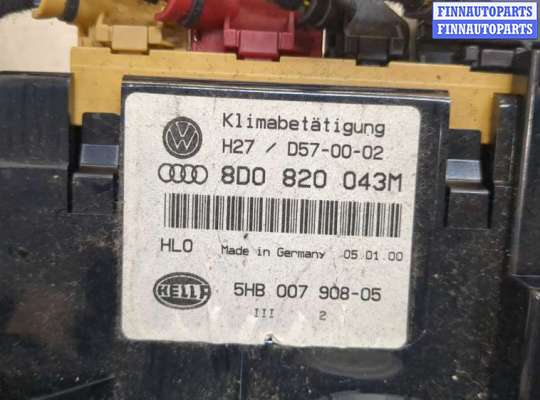 FINNAUTOPARTS
FINNAUTOPARTS
Klimabetätigung
H27 / D57-00-02
8D0 820 043M
HLO Made in Germany 05.01.00
HELLA 5HB 007 908-05
III 2